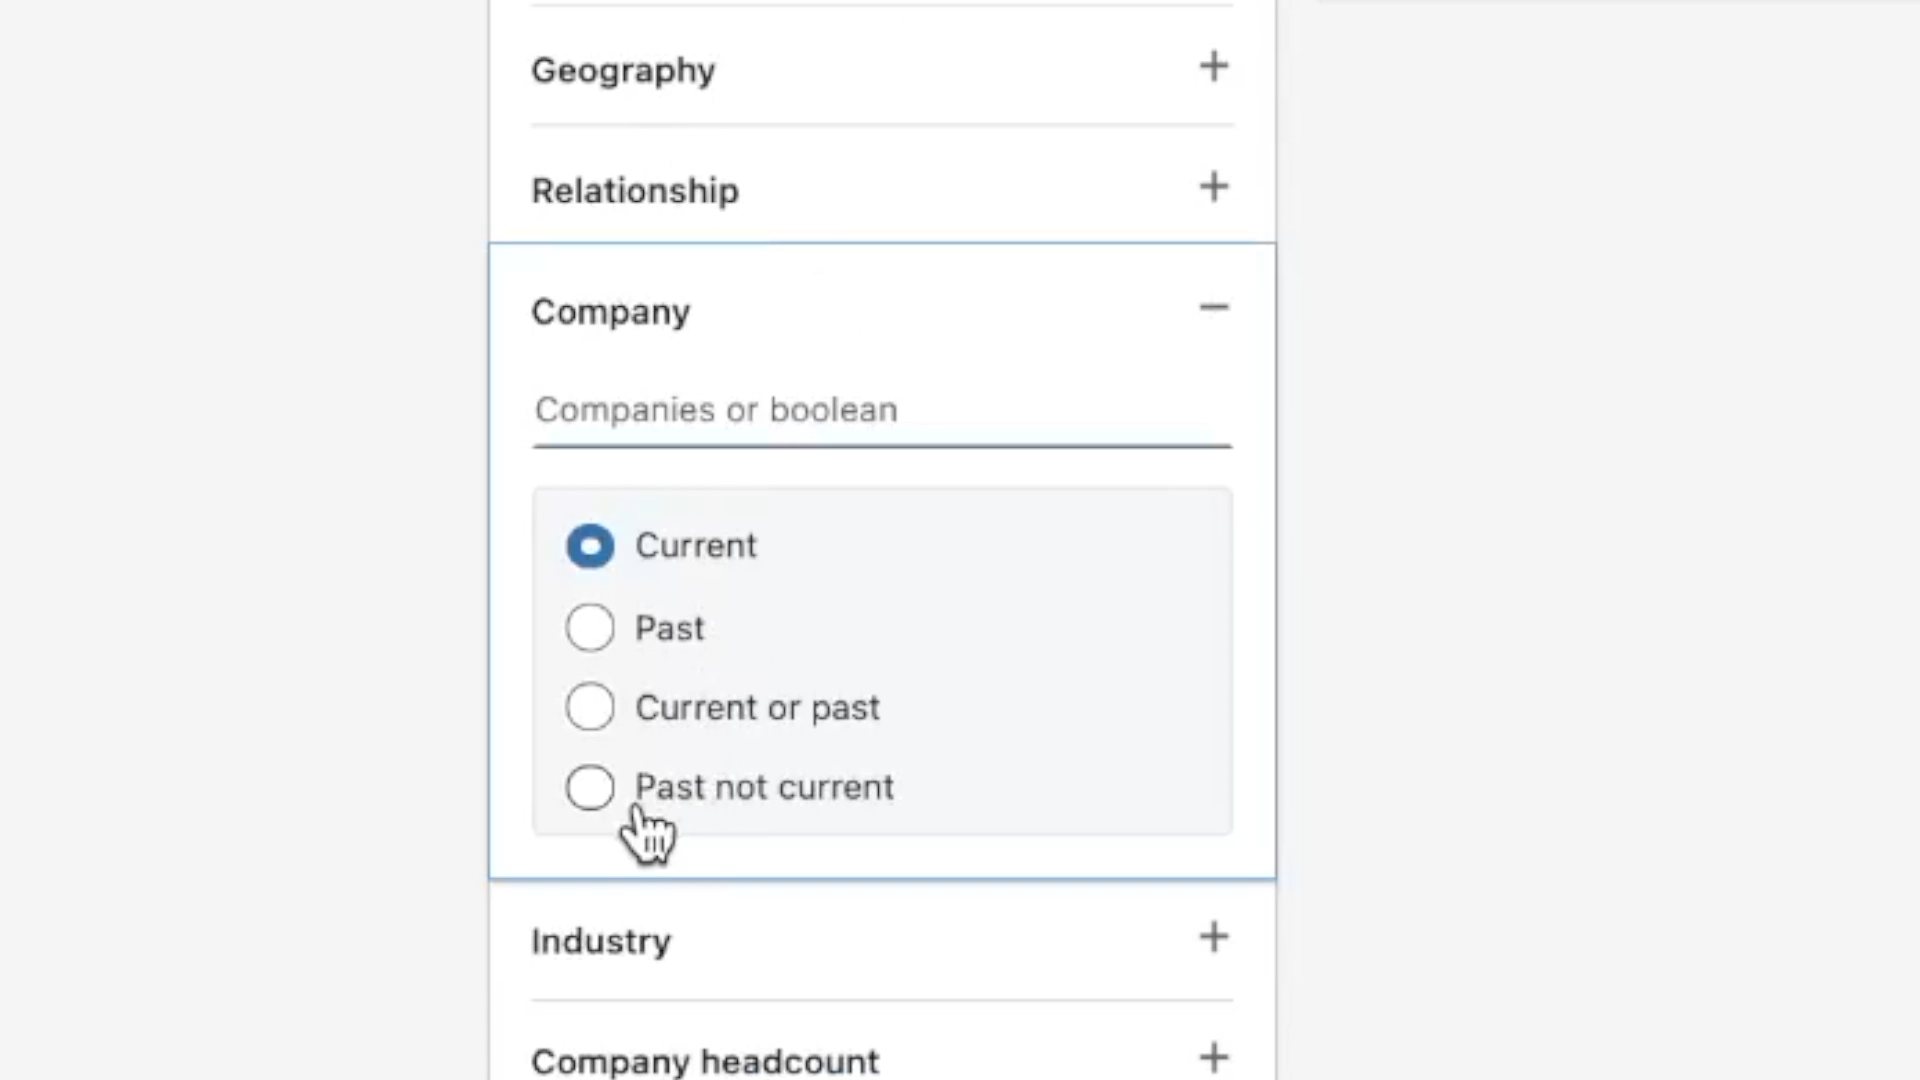 Geography
Relationship
Company
Companies or boolean
Current
Past
Current or past
Past not current
Industry
Company headcount